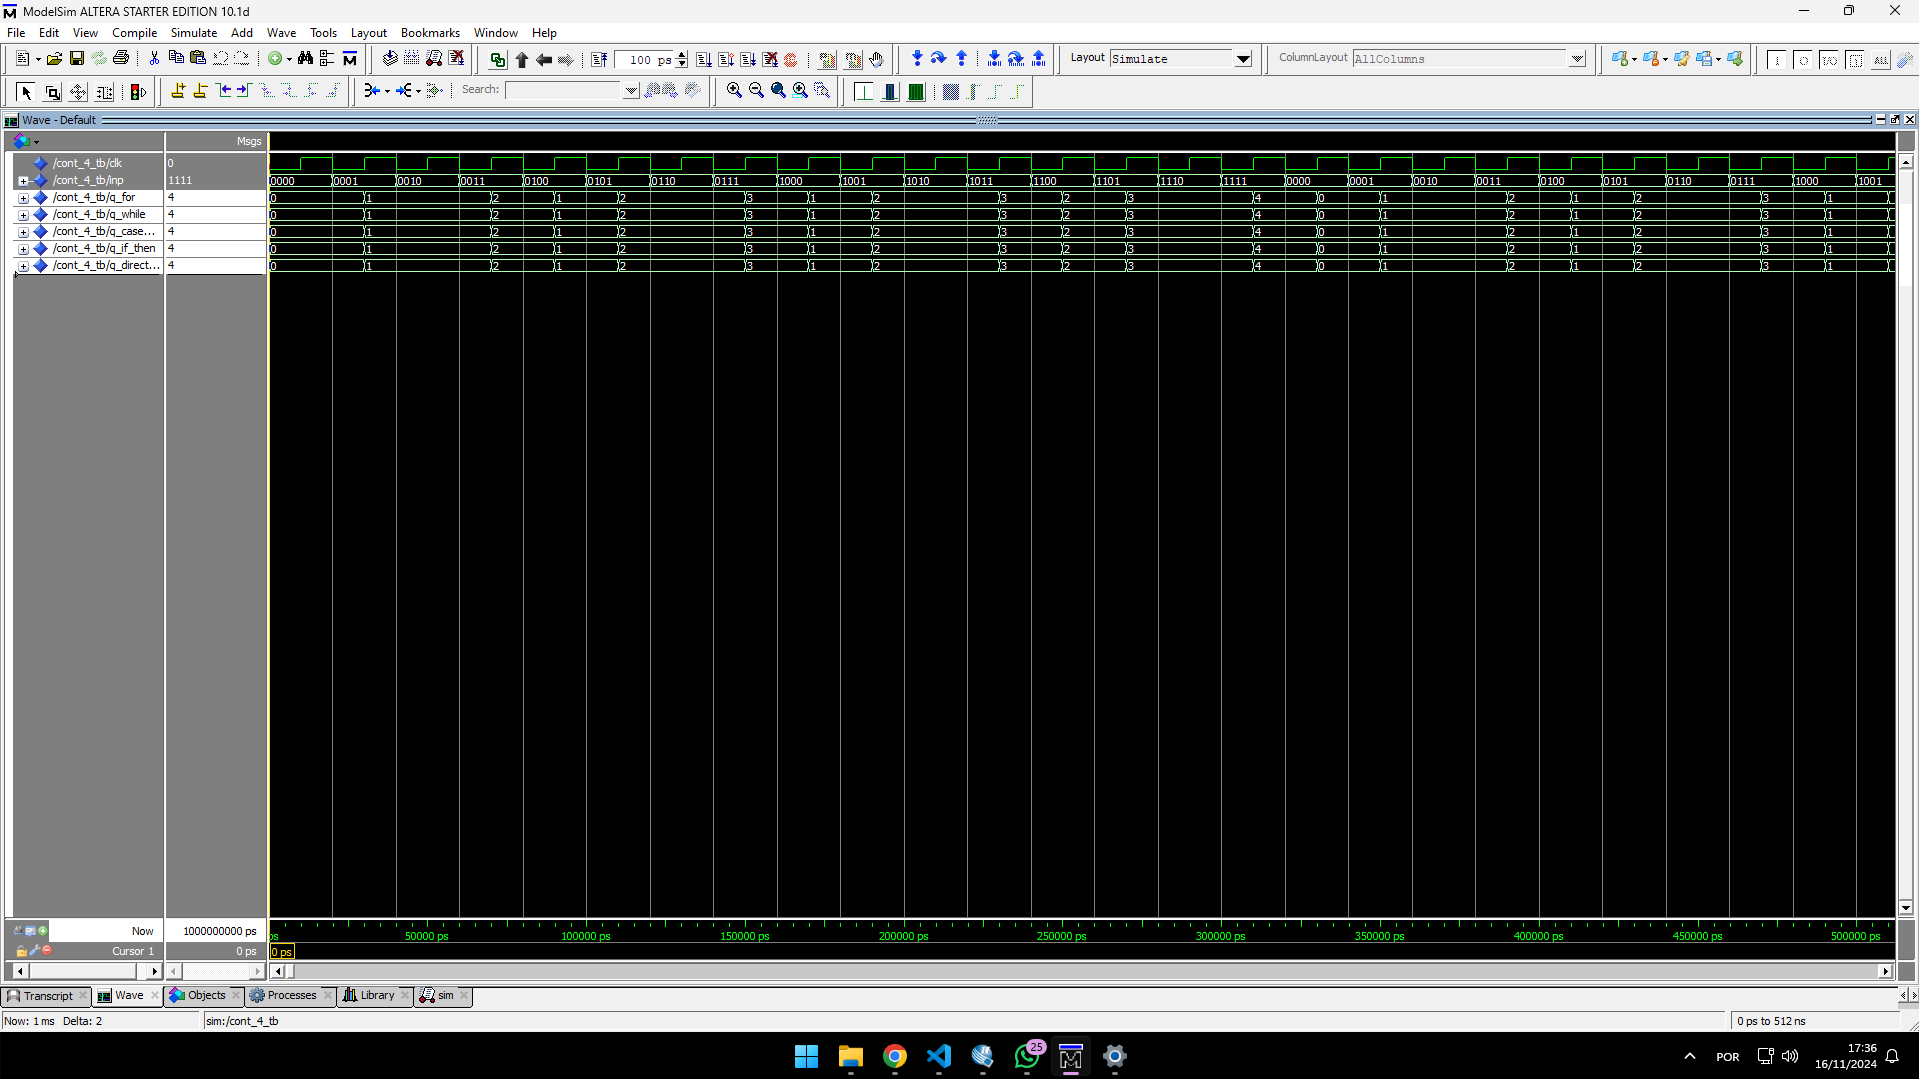 ModelSim ALTERA STARTER EDITION 10.1d
File Edit View Compile Simulate Add Wave Tools Layout Bookmarks Window Help
100 ps Layout Simulate ColumnLayout AllColumns
Search:
Wave - Default
Msgs
/cont_4_tb/clk 0
/cont_4_tb/inp 1111 0000 0001 0010 0011 0100 0101 0110 0111 1000 1001 1010 1011 1100 1101 1110 1111 0000 0001 0010 0011 0100 0101 0110 0111 1000 1001
/cont_4_tb/q_for 4 0 1 2 1 2 3 1 2 3 2 3 4 0 1 2 1 2 3 1
/cont_4_tb/q_while 4 0 1 2 1 2 3 1 2 3 2 3 4 0 1 2 1 2 3 1
/cont_4_tb/q_case... 4 0 1 2 1 2 3 1 2 3 2 3 4 0 1 2 1 2 3 1
/cont_4_tb/q_if_then 4 0 1 2 1 2 3 1 2 3 2 3 4 0 1 2 1 2 3 1
/cont_4_tb/q_direct... 4 0 1 2 1 2 3 1 2 3 2 3 4 0 1 2 1 2 3 1
Now 1000000000 ps ps 50000 ps 100000 ps 150000 ps 200000 ps 250000 ps 300000 ps 350000 ps 400000 ps 450000 ps 500000 ps
Cursor 1 0 ps 0 ps
Transcript Wave Objects Processes Library sim
Now: 1 ms Delta: 2 sim:/cont_4_tb 0 ps to 512 ns
25
POR
17:36
16/11/2024